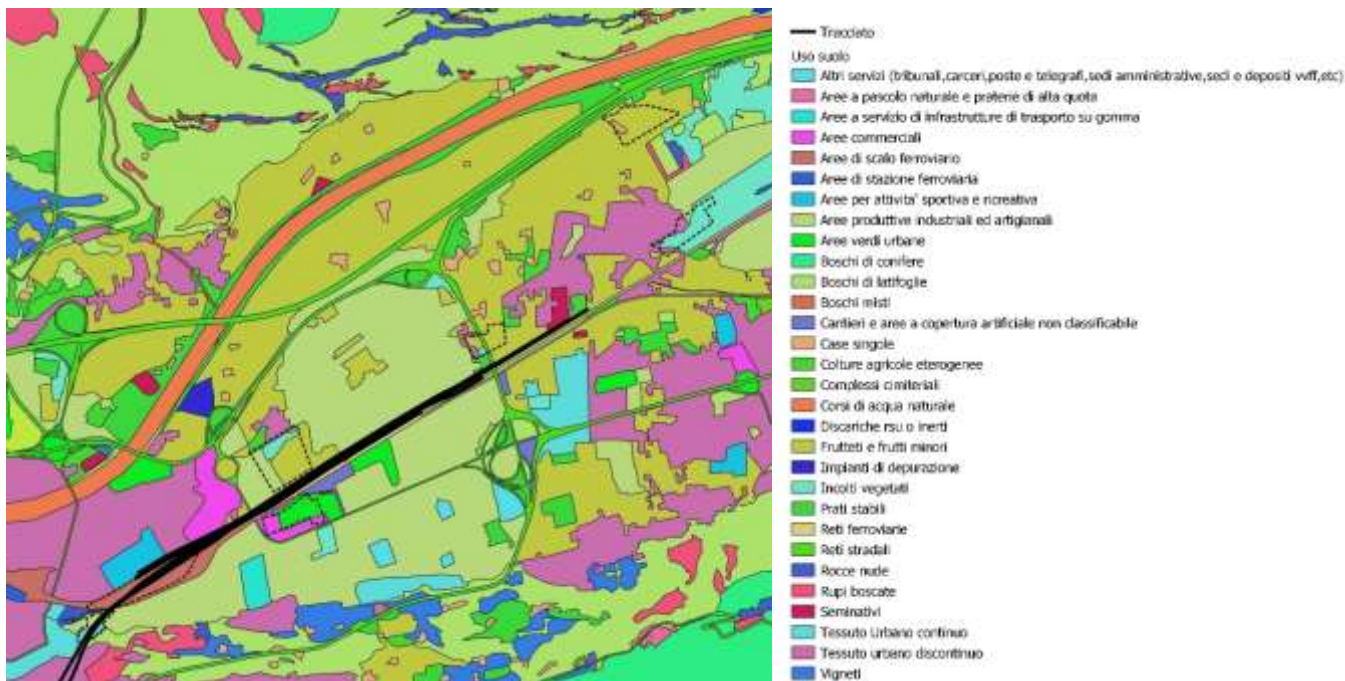 Tracciato
Uso suolo
Altri servizi (tribunali,carceri,poste e telegrafi,sedi amministrative,sedi e depositi vvff,etc)
Aree a pascolo naturale e praterie di alta quota
Aree a servizio di infrastrutture di trasporto su gomma
Aree commerciali
Aree di scalo ferroviario
Aree di stazione ferroviaria
Aree per attivita' sportiva e ricreativa
Aree produttive industriali ed artigianali
Aree verdi urbane
Boschi di conifere
Boschi di latifoglie
Boschi misti
Cantieri e aree a copertura artificiale non classificabile
Case singole
Colture agricole eterogenee
Complessi cimiteriali
Corsi di acqua naturale
Discariche rsu o inerti
Frutteti e frutti minori
Impianti di depurazione
Incolti vegetati
Prati stabili
Reti ferroviarie
Reti stradali
Rocce nude
Rupi boscate
Seminativi
Tessuto Urbano continuo
Tessuto urbano discontinuo
Vigneti